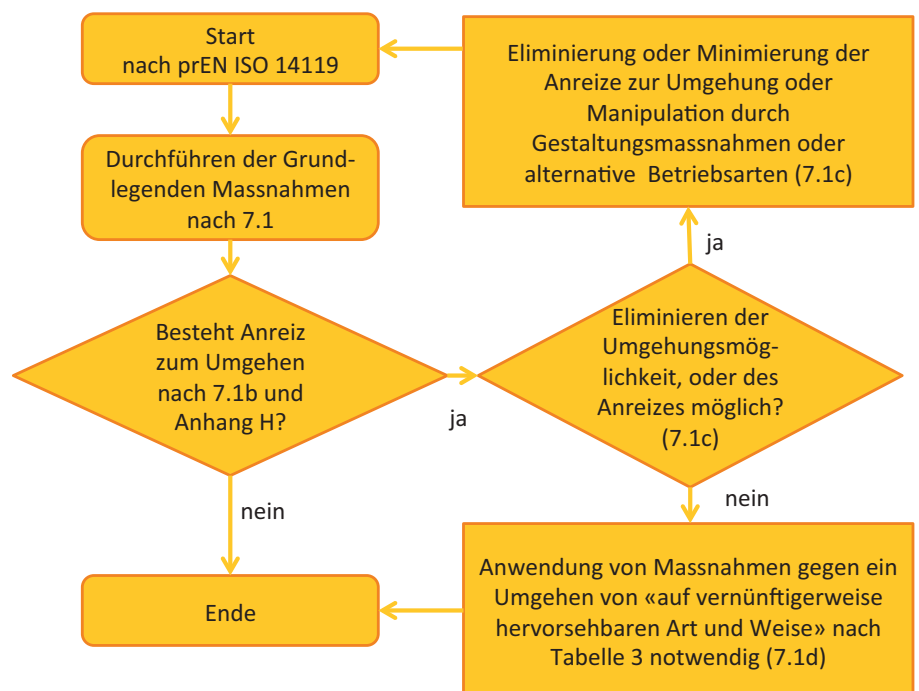 Start
nach prEN ISO 14119
Durchführen der Grund-
legenden Massnahmen
nach 7.1
Besteht Anreiz
zum Umgehen
nach 7.1b und
Anhang H?
ja
nein
Ende
Eliminierung oder Minimierung der
Anreize zur Umgehung oder
Manipulation durch
Gestaltungsmassnahmen oder
alternative Betriebsarten (7.1c)
ja
Eliminieren der
Umgehungsmög-
lichkeit, oder des
Anreizes möglich?
(7.1c)
nein
Anwendung von Massnahmen gegen ein
Umgehen von «auf vernünftigerweise
hervorsehbaren Art und Weise» nach
Tabelle 3 notwendig (7.1d)